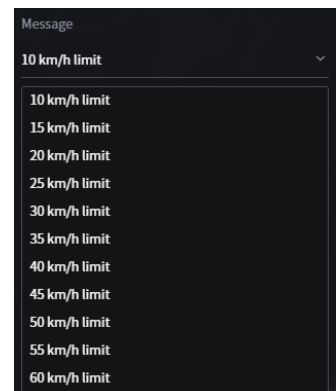 Message
10 km/h limit
10 km/h limit
15 km/h limit
20 km/h limit
25 km/h limit
30 km/h limit
35 km/h limit
40 km/h limit
45 km/h limit
50 km/h limit
55 km/h limit
60 km/h limit